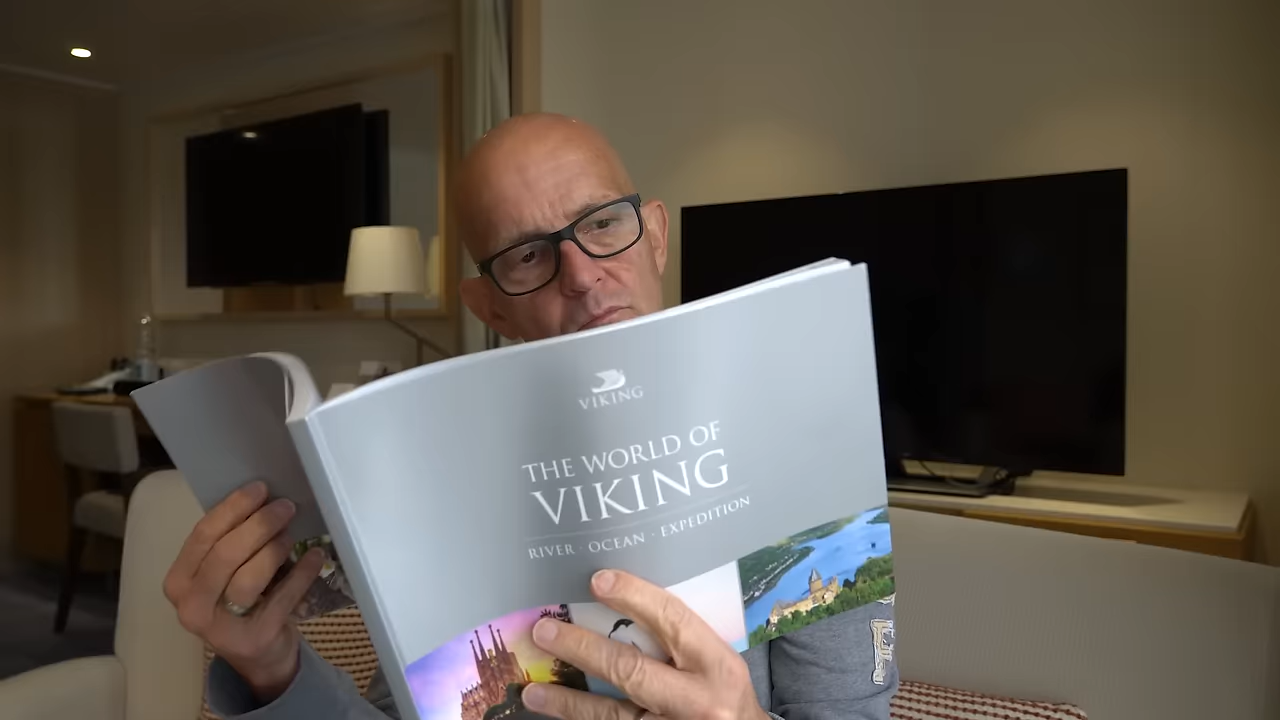 VIKING
THE WORLD OF
VIKING
RIVER · OCEAN · EXPEDITION
F